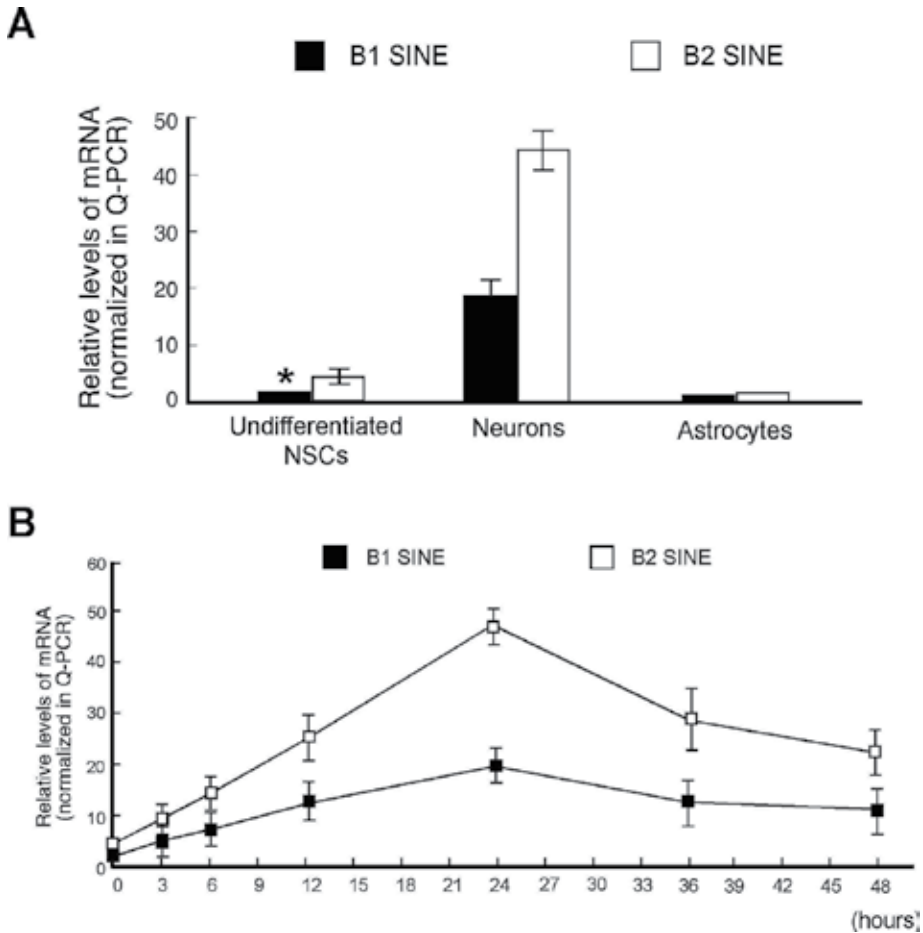 A
B1 SINE
B2 SINE
Relative levels of mRNA
(normalized in Q-PCR)
50
40
30
20
10
0
*
Undifferentiated
NSCs
Neurons
Astrocytes
B
B1 SINE
B2 SINE
Relative levels of mRNA
(normalized in Q-PCR)
60
50
40
30
20
10
0
0 3 6 9 12 15 18 21 24 27 30 33 36 39 42 45 48
(hours)